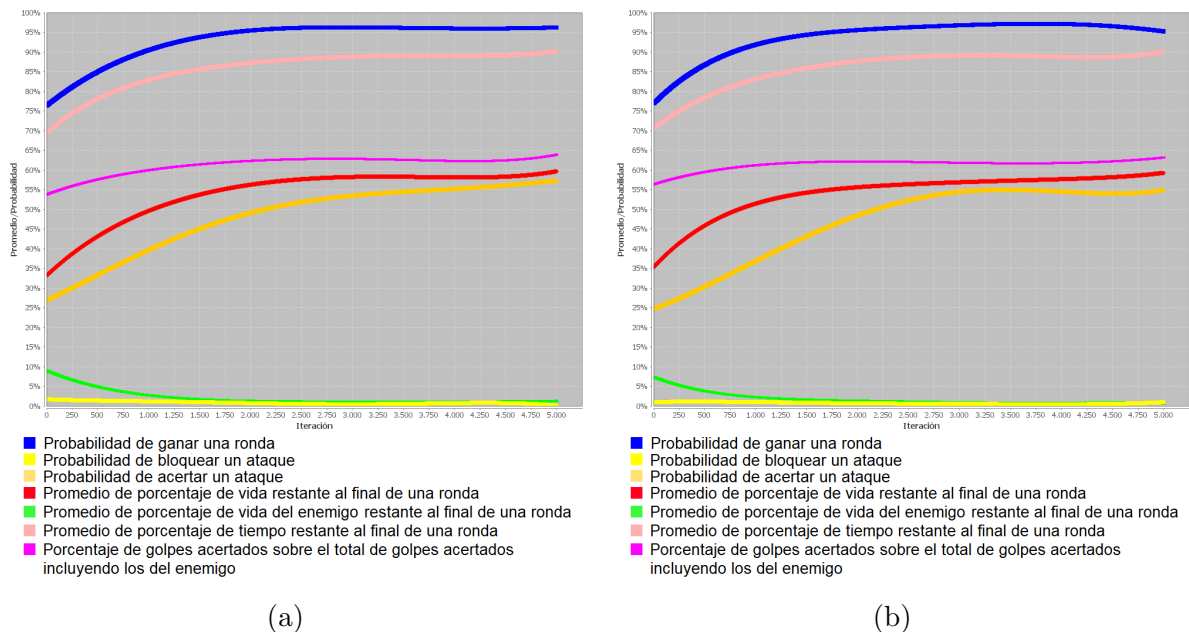 100%
95%
90%
85%
80%
75%
70%
65%
60%
55%
50%
45%
40%
35%
30%
25%
20%
15%
10%
5%
0%
Promedio/Probabilidad
0 250 500 750 1.000 1.250 1.500 1.750 2.000 2.250 2.500 2.750 3.000 3.250 3.500 3.750 4.000 4.250 4.500 4.750 5.000
Iteración
Probabilidad de ganar una ronda
Probabilidad de bloquear un ataque
Probabilidad de acertar un ataque
Promedio de porcentaje de vida restante al final de una ronda
Promedio de porcentaje de vida del enemigo restante al final de una ronda
Promedio de porcentaje de tiempo restante al final de una ronda
Porcentaje de golpes acertados sobre el total de golpes acertados
incluyendo los del enemigo
(a)
100%
95%
90%
85%
80%
75%
70%
65%
60%
55%
50%
45%
40%
35%
30%
25%
20%
15%
10%
5%
0%
Promedio/Probabilidad
0 250 500 750 1.000 1.250 1.500 1.750 2.000 2.250 2.500 2.750 3.000 3.250 3.500 3.750 4.000 4.250 4.500 4.750 5.000
Iteración
Probabilidad de ganar una ronda
Probabilidad de bloquear un ataque
Probabilidad de acertar un ataque
Promedio de porcentaje de vida restante al final de una ronda
Promedio de porcentaje de vida del enemigo restante al final de una ronda
Promedio de porcentaje de tiempo restante al final de una ronda
Porcentaje de golpes acertados sobre el total de golpes acertados
incluyendo los del enemigo
(b)